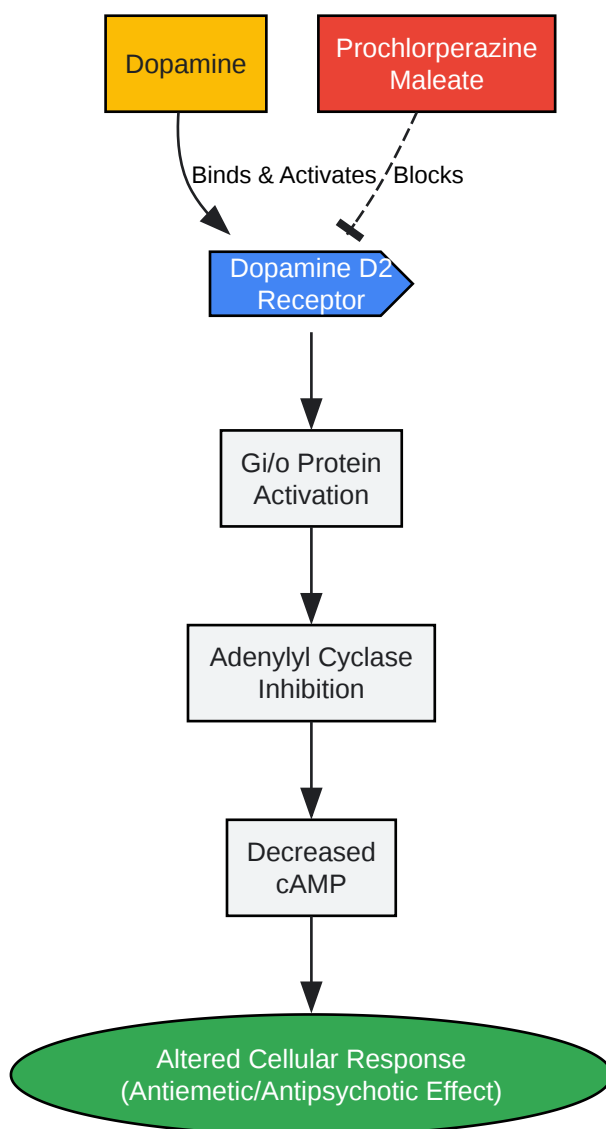 Dopamine
Prochlorperazine
Maleate
Binds & Activates
Blocks
Dopamine D2
Receptor
Gi/o Protein
Activation
Adenylyl Cyclase
Inhibition
Decreased
cAMP
Altered Cellular Response
(Antiemetic/Antipsychotic Effect)